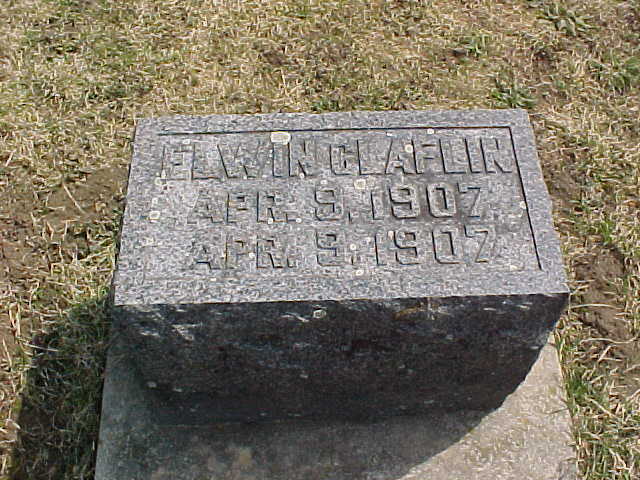 ELWIN CLAFLIN
APR. 9, 1907.
APR. 9, 1907.